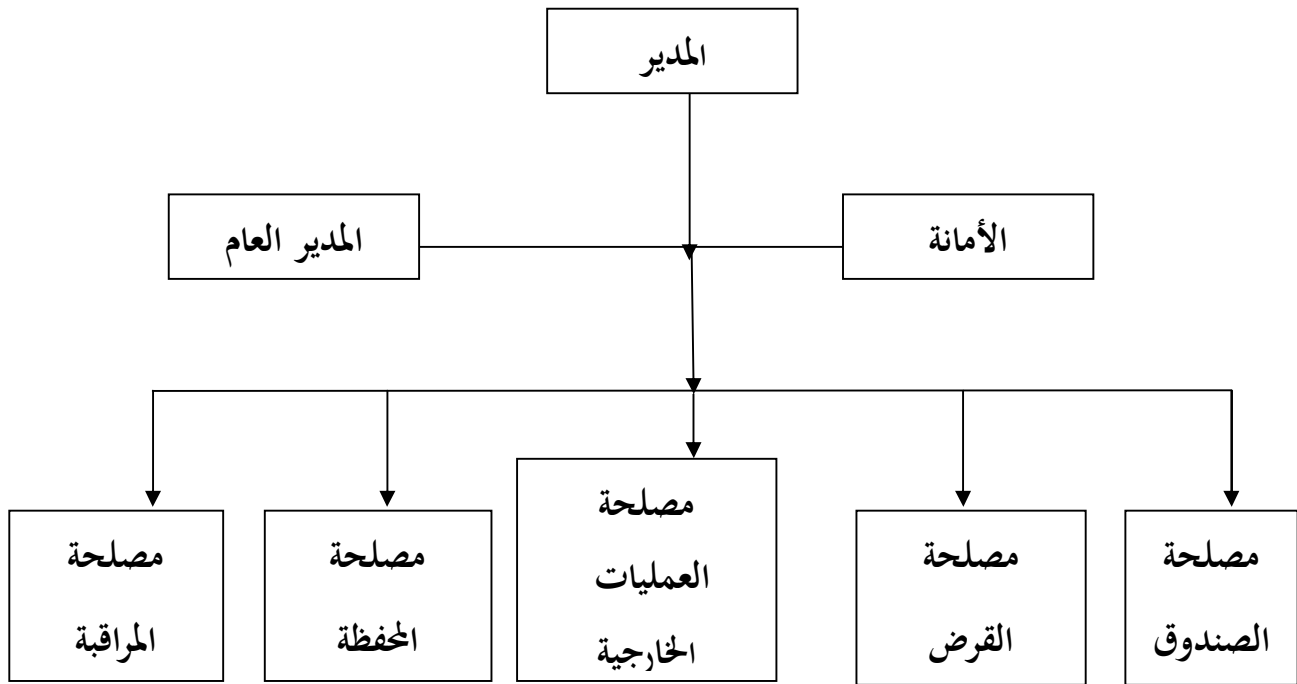 المدير
الأمانة
المدير العام
مصلحة
الصندوق
مصلحة
القرض
مصلحة
العمليات
الخارجية
مصلحة
المحفظة
مصلحة
المراقبة